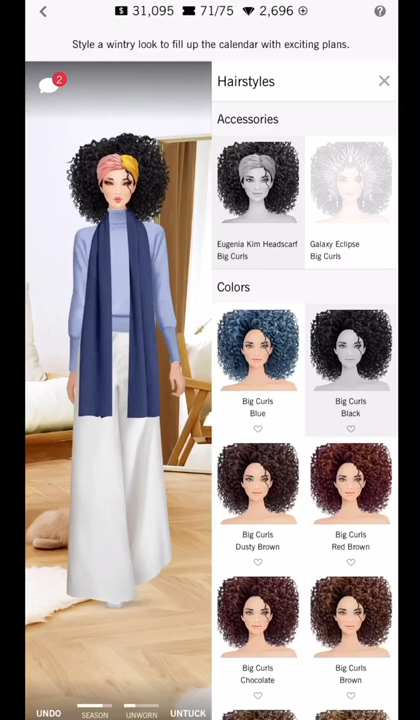 31,095 71/75 2,696
?
Style a wintry look to fill up the calendar with exciting plans.
2
Hairstyles
Accessories
Eugenia Kim Headscarf
Big Curls
Galaxy Eclipse
Big Curls
Colors
Big Curls
Blue
Big Curls
Black
Big Curls
Dusty Brown
Big Curls
Red Brown
Big Curls
Chocolate
Big Curls
Brown
UNDO
SEASON
UNWORN
UNTUCK